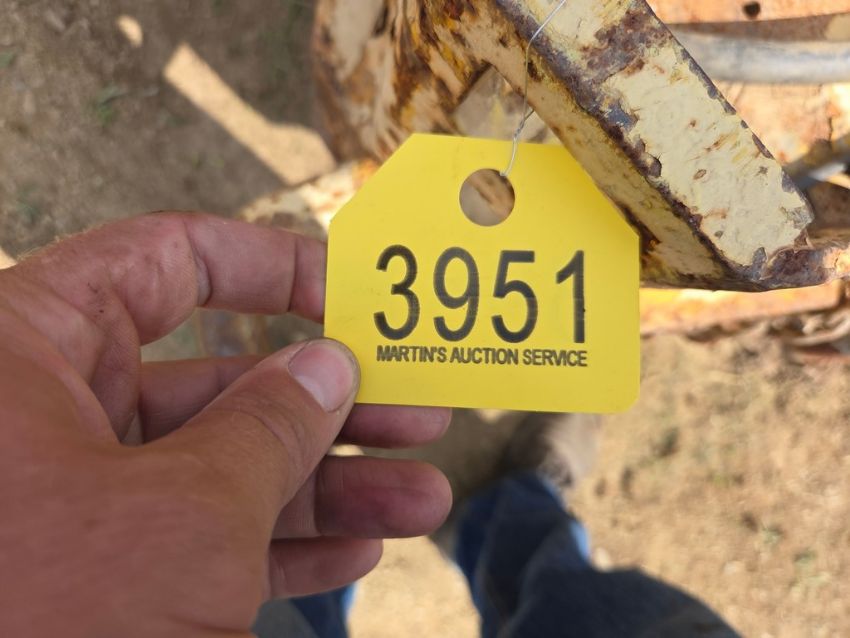 3951
MARTIN'S AUCTION SERVICE